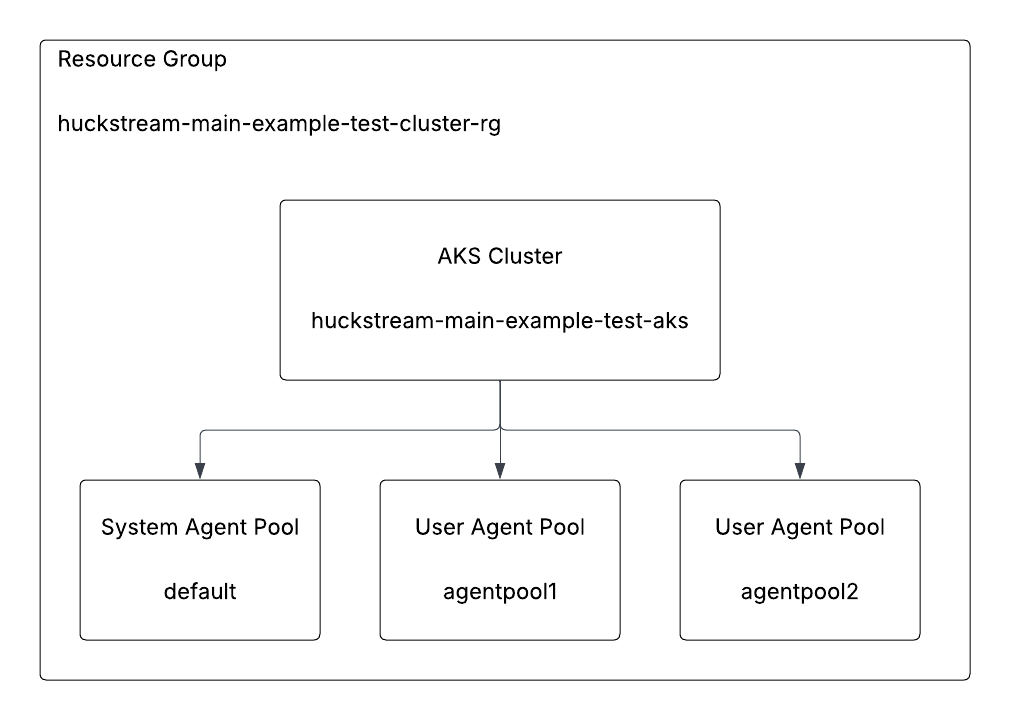 Resource Group
huckstream-main-example-test-cluster-rg
AKS Cluster
huckstream-main-example-test-aks
System Agent Pool
default
User Agent Pool
agentpool1
User Agent Pool
agentpool2